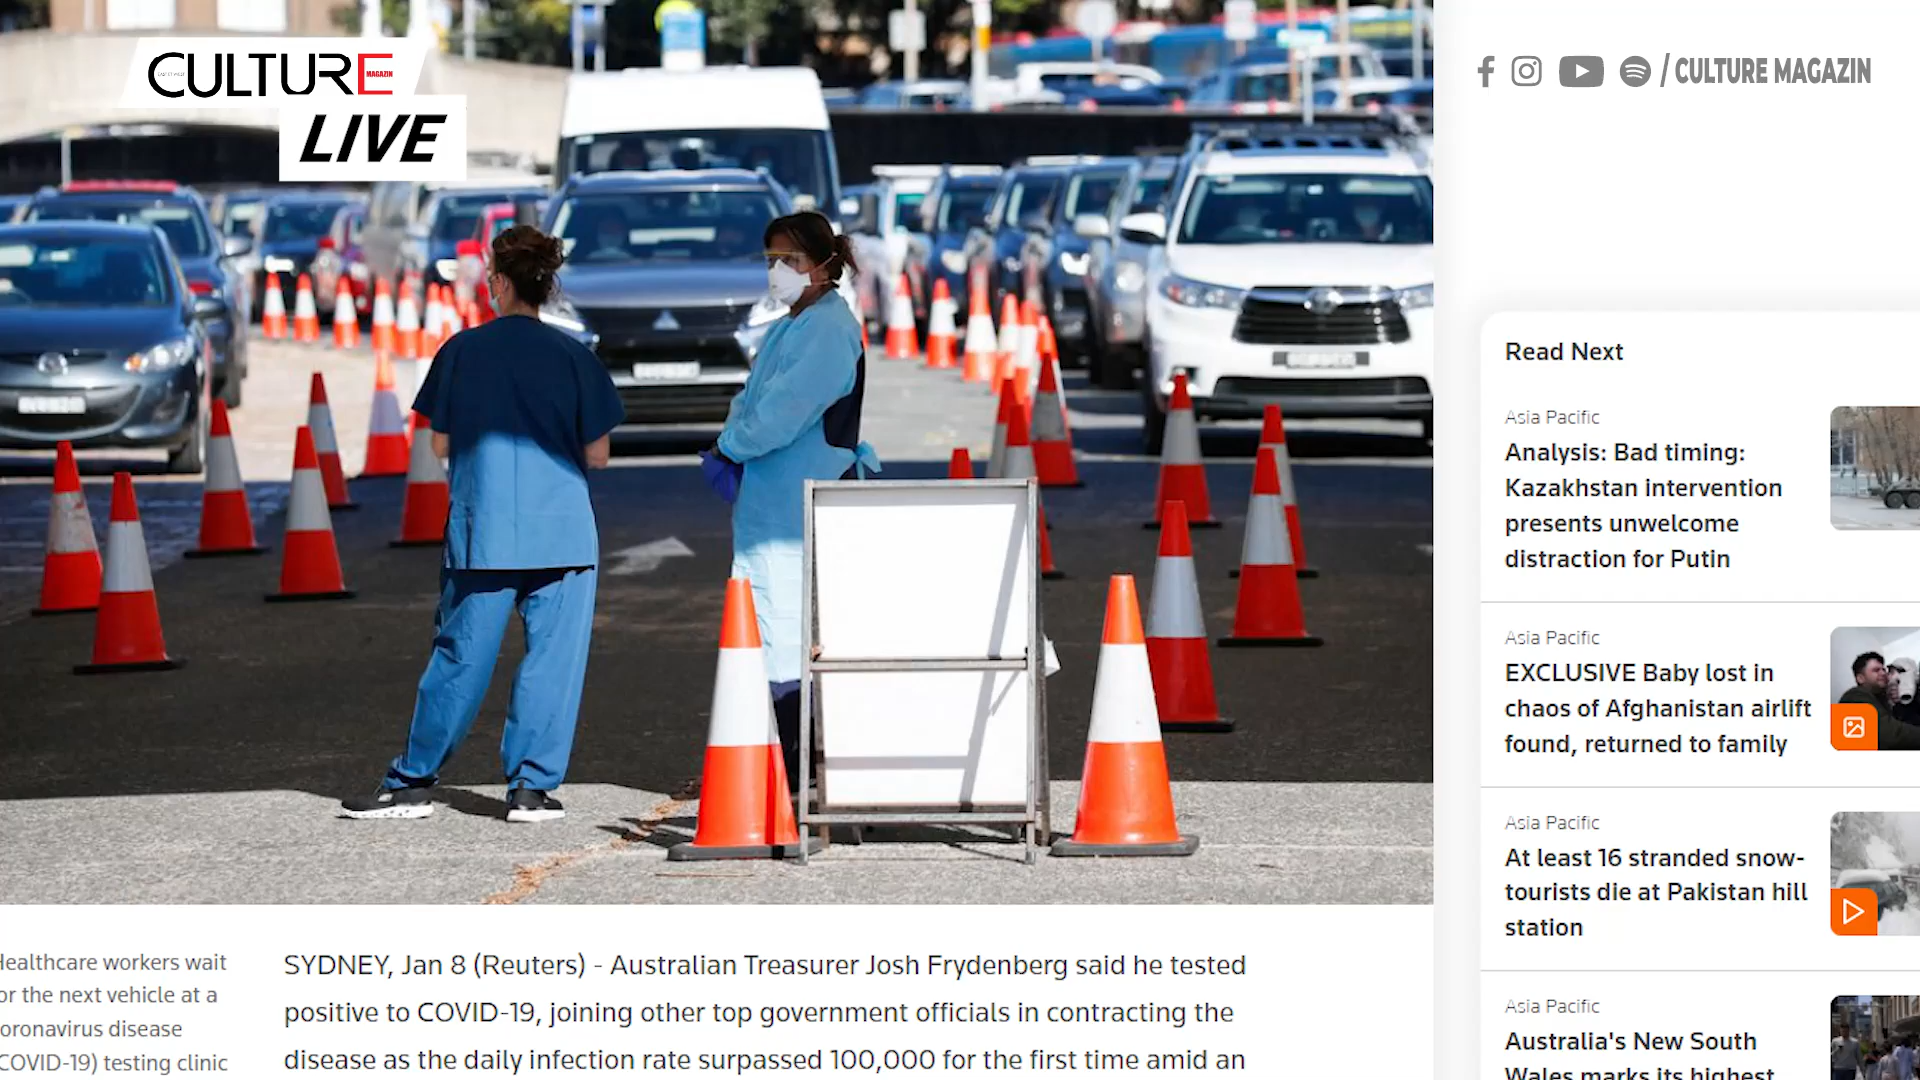 CULTURE
MAGAZIN
LIVE
/ CULTURE MAGAZIN
Read Next
Asia Pacific
Analysis: Bad timing:
Kazakhstan intervention
presents unwelcome
distraction for Putin
Asia Pacific
EXCLUSIVE Baby lost in
chaos of Afghanistan airlift
found, returned to family
Asia Pacific
At least 16 stranded snow-
tourists die at Pakistan hill
station
Asia Pacific
Australia's New South
Wales marks its highest
Healthcare workers wait
or the next vehicle at a
oronavirus disease
COVID-19) testing clinic
SYDNEY, Jan 8 (Reuters) - Australian Treasurer Josh Frydenberg said he tested
positive to COVID-19, joining other top government officials in contracting the
disease as the daily infection rate surpassed 100,000 for the first time amid an